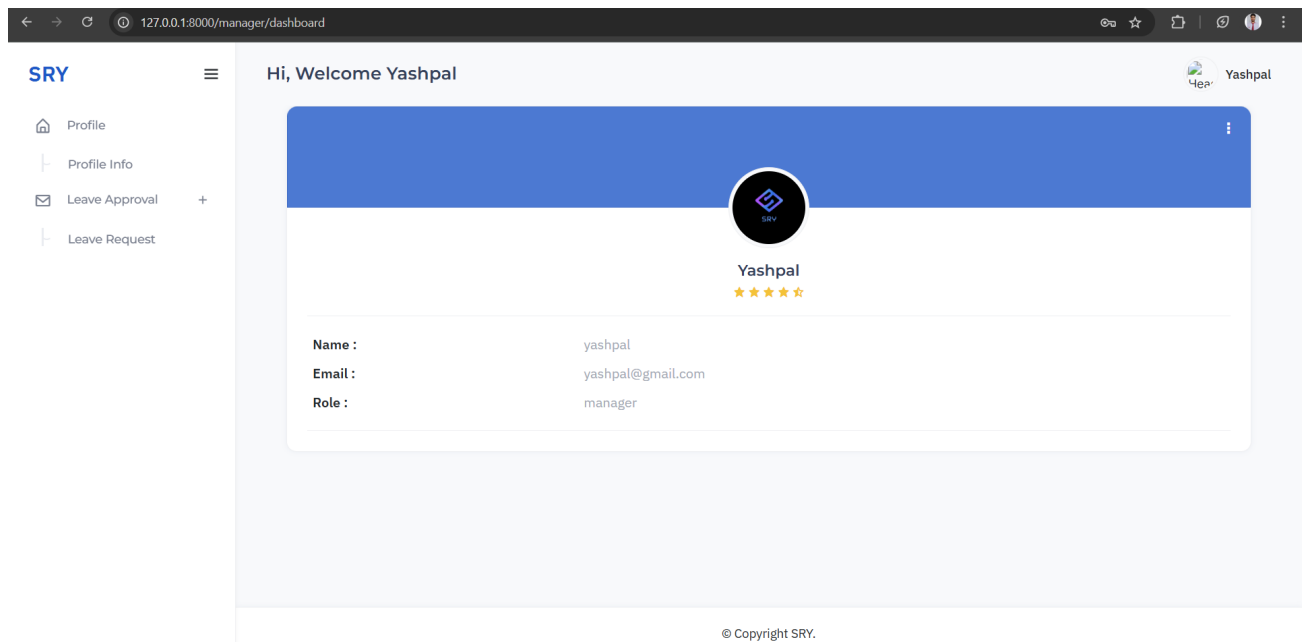 127.0.0.1:8000/manager/dashboard
SRY
Hi, Welcome Yashpal
Hea
Yashpal
Profile
Profile Info
Leave Approval +
Leave Request
SRY
Yashpal
Name : yashpal
Email : yashpal@gmail.com
Role : manager
© Copyright SRY.